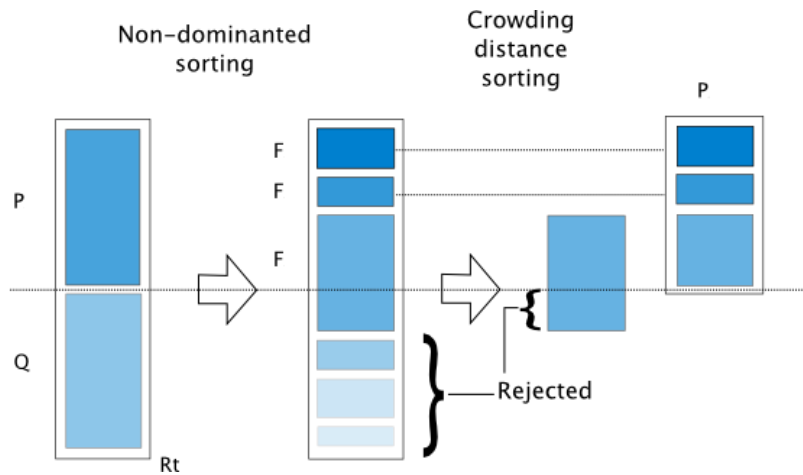 Non-dominanted
sorting
Crowding
distance
sorting
P
F
P
F
F
Q
Rejected
Rt